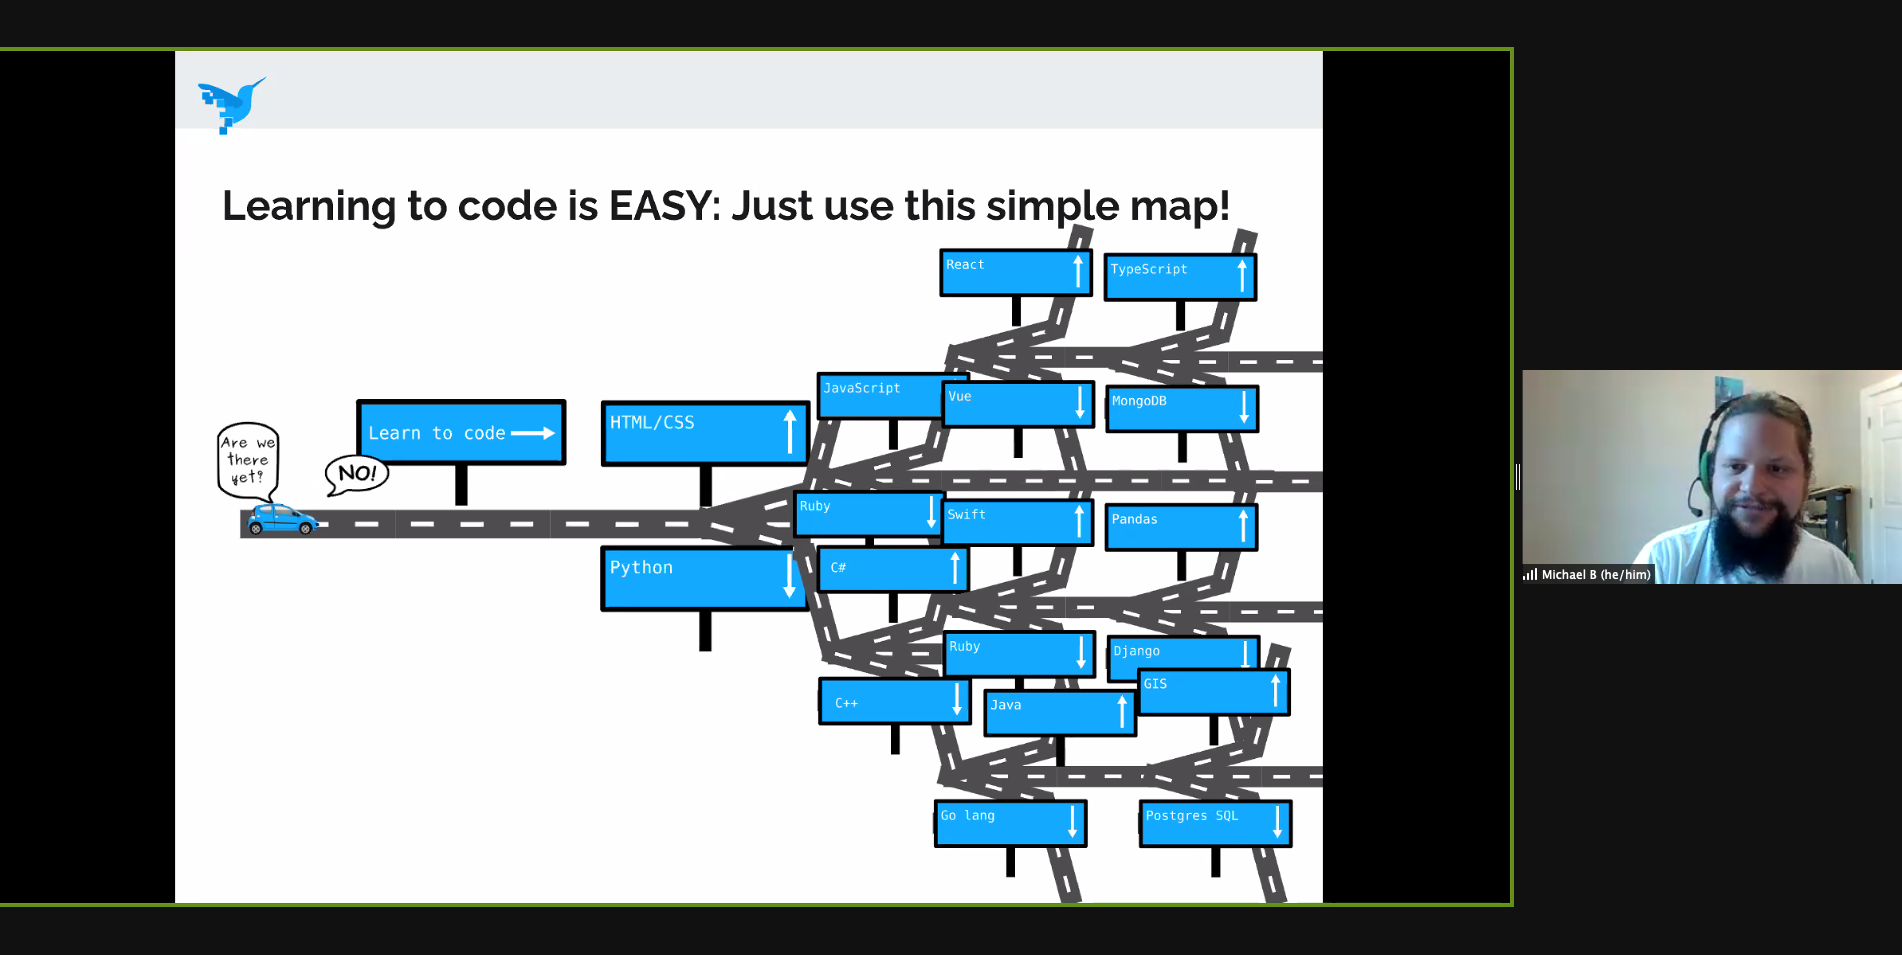 Learning to code is EASY: Just use this simple map!
React
TypeScript
JavaScript
Vue
MongoDB
Learn to code
HTML/CSS
Are we
there
yet?
NO!
Ruby
Swift
Pandas
Python
C#
Ruby
Django
GIS
C++
Java
Go lang
Postgres SQL
Michael B (he/him)